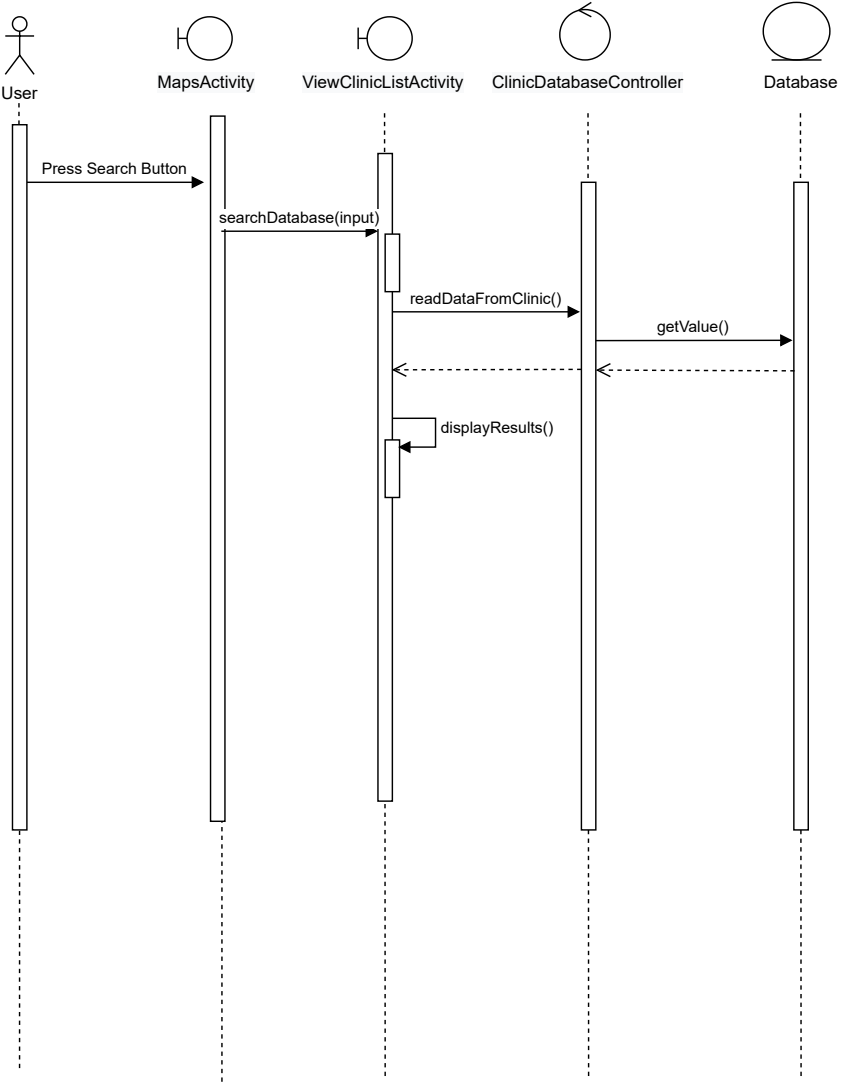 User
MapsActivity
ViewClinicListActivity
ClinicDatabaseController
Database
Press Search Button
searchDatabase(input)
readDataFromClinic()
getValue()
displayResults()